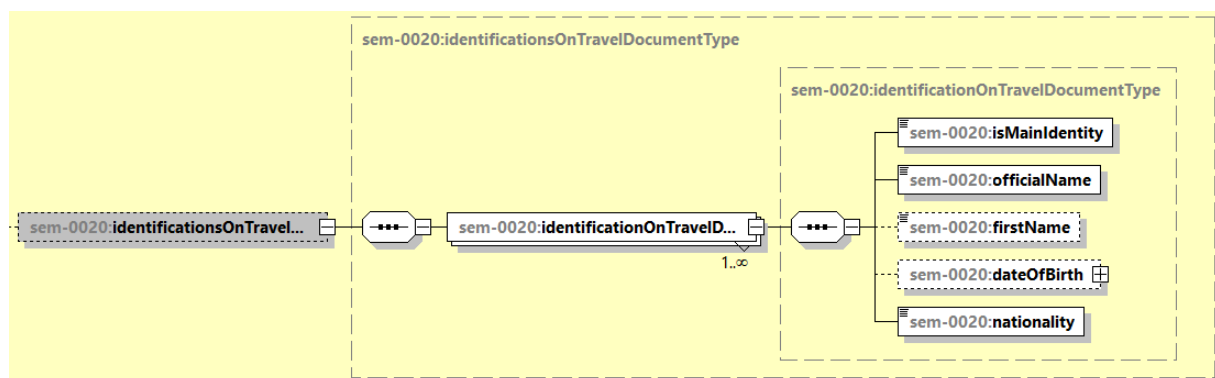 sem-0020:identificationsOnTravelDocumentType
sem-0020:identificationOnTravelDocumentType
sem-0020:isMainIdentity
sem-0020:officialName
sem-0020:identificationsOnTravel...
sem-0020:identificationOnTravelD...
1..∞
sem-0020:firstName
sem-0020:dateOfBirth
sem-0020:nationality